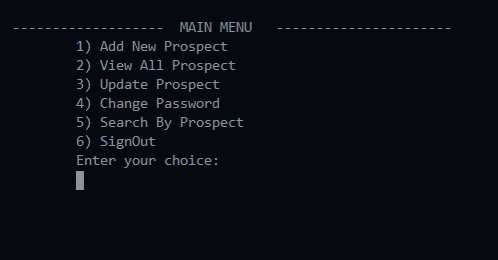 -------------------  MAIN MENU   ----------------------
1) Add New Prospect
2) View All Prospect
3) Update Prospect
4) Change Password
5) Search By Prospect
6) SignOut
Enter your choice: